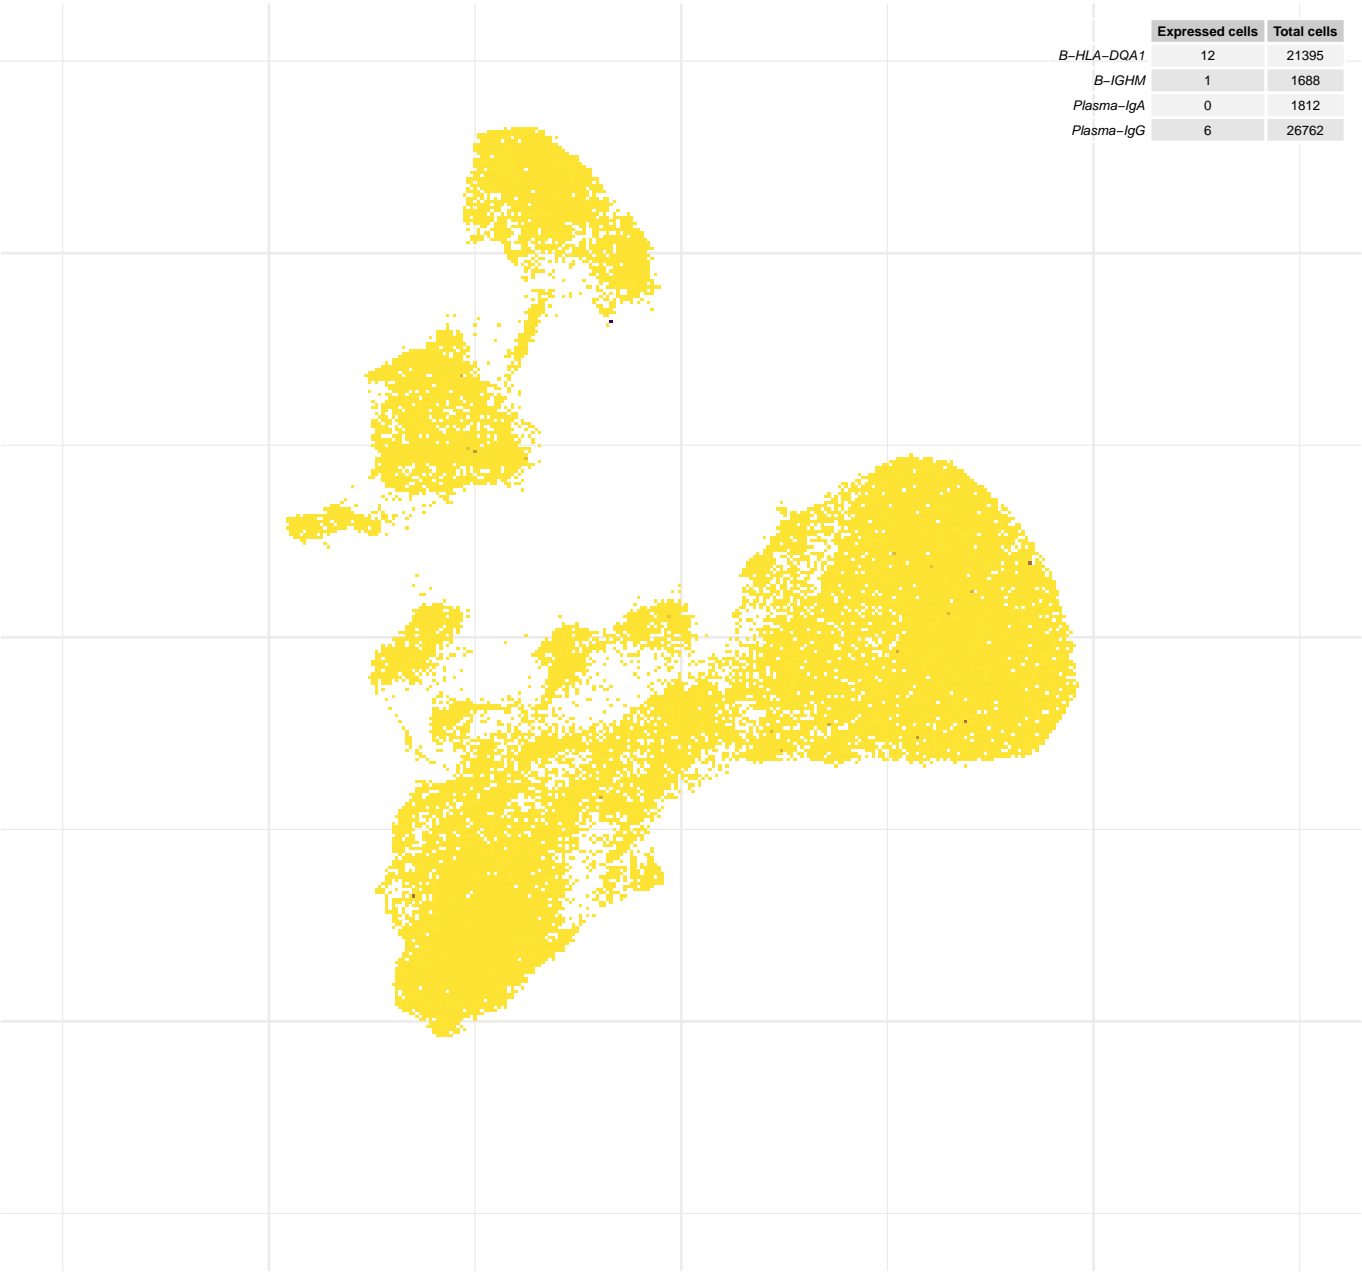 Expressed cells Total cells
B−HLA−DQA1 12 21395
B−IGHM 1 1688
Plasma−IgA 0 1812
Plasma−IgG 6 26762